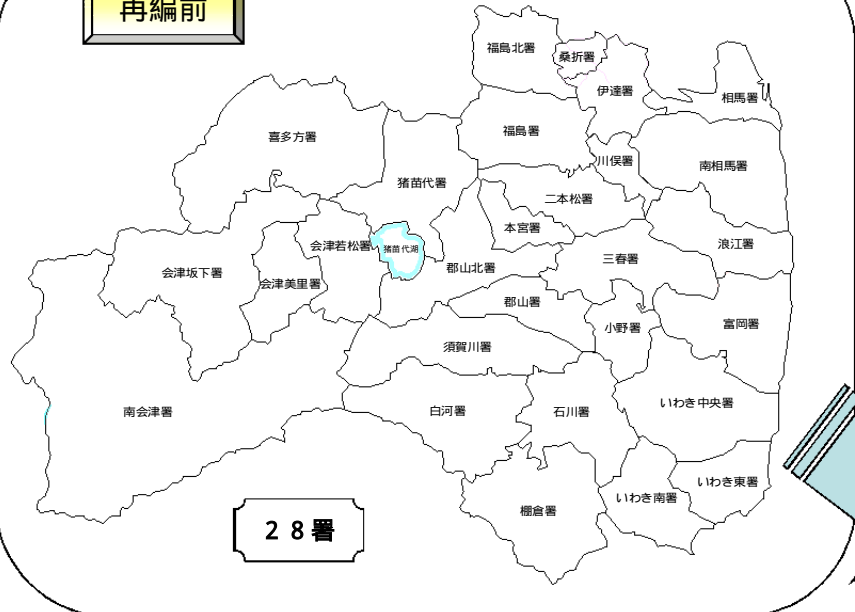 再編前
福島北署
桑折署
伊達署
相馬署
喜多方署
福島署
川俣署
南相馬署
猪苗代署
二本松署
本宮署
会津若松署
猪苗代湖
浪江署
会津坂下署
会津美里署
郡山北署
三春署
郡山署
小野署
富岡署
須賀川署
南会津署
白河署
石川署
いわき中央署
いわき東署
いわき南署
棚倉署
28署